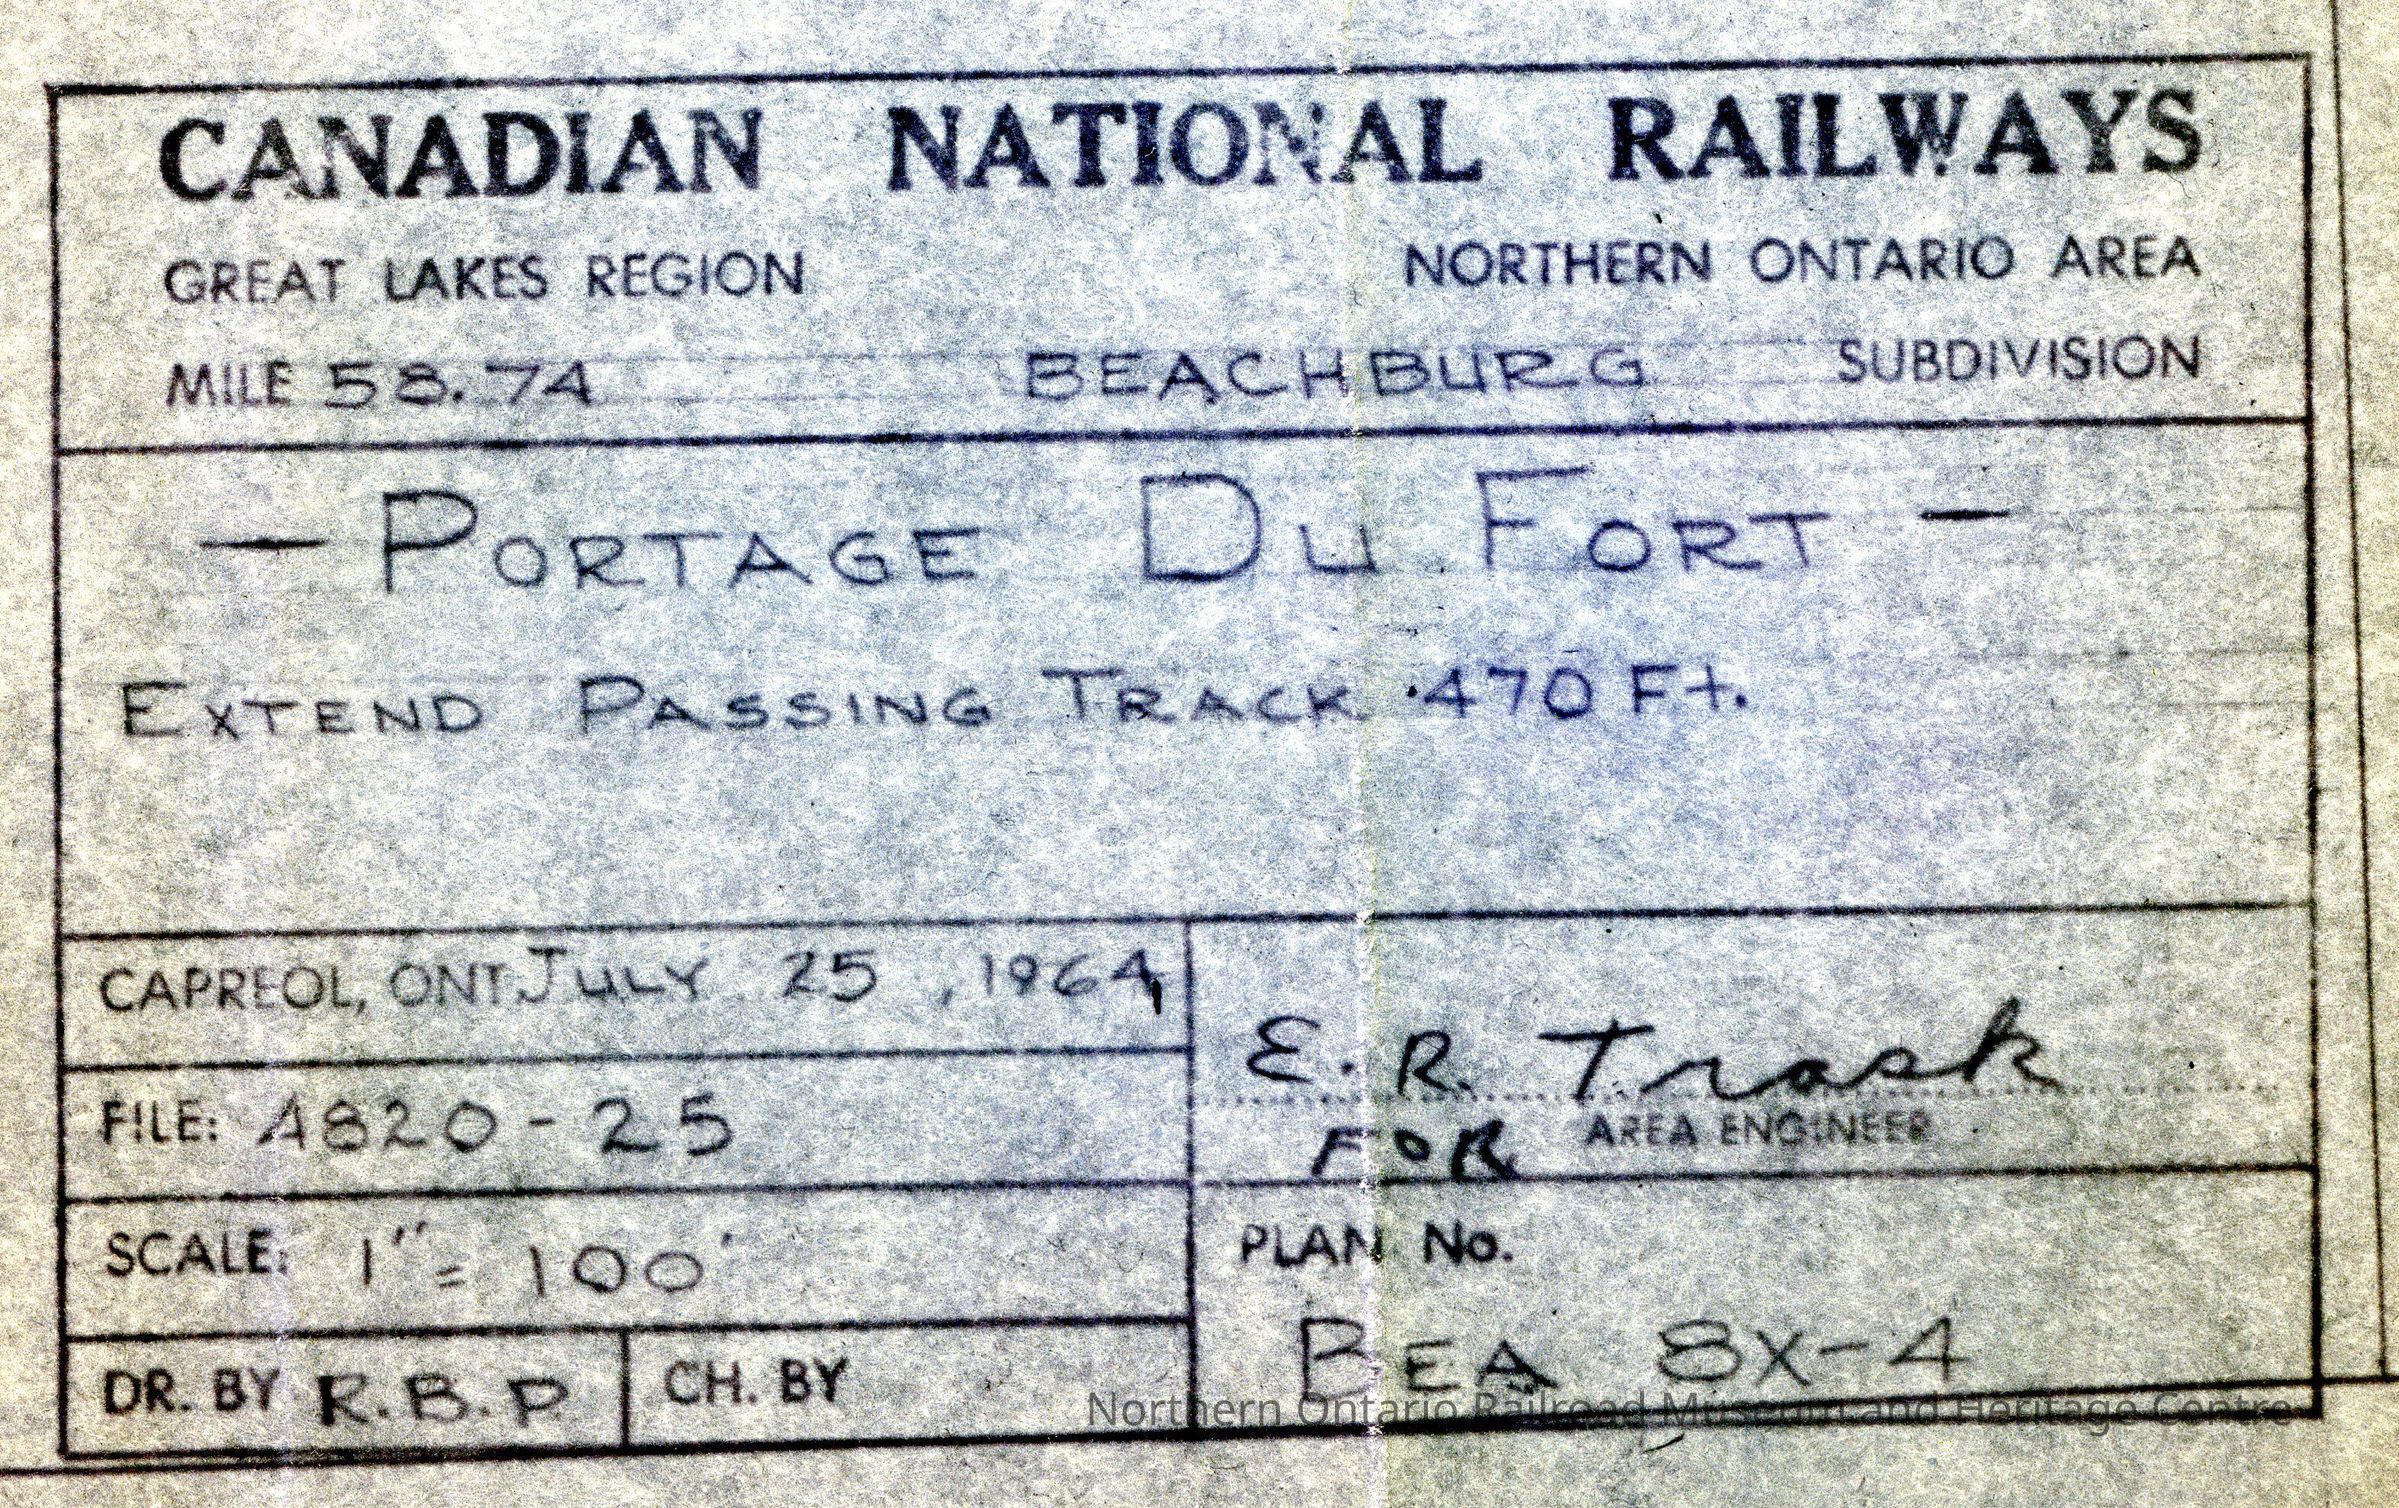 CANADIAN NATIONAL RAILWAYS
GREAT LAKES REGION NORTHERN ONTARIO AREA
MILE 58.74 BEACHBURG SUBDIVISION
- PORTAGE DU FORT -
EXTEND PASSING TRACK 470 Ft.
CAPREOL, ONT. JULY 25, 1964
E. R. Trask
FOR AREA ENGINEER
FILE: 4820-25
SCALE: 1" = 100'
PLAN No.
BEA 8X-4
DR. BY R.B.P. CH. BY
Northern Ontario Railroad Museum and Heritage Centre